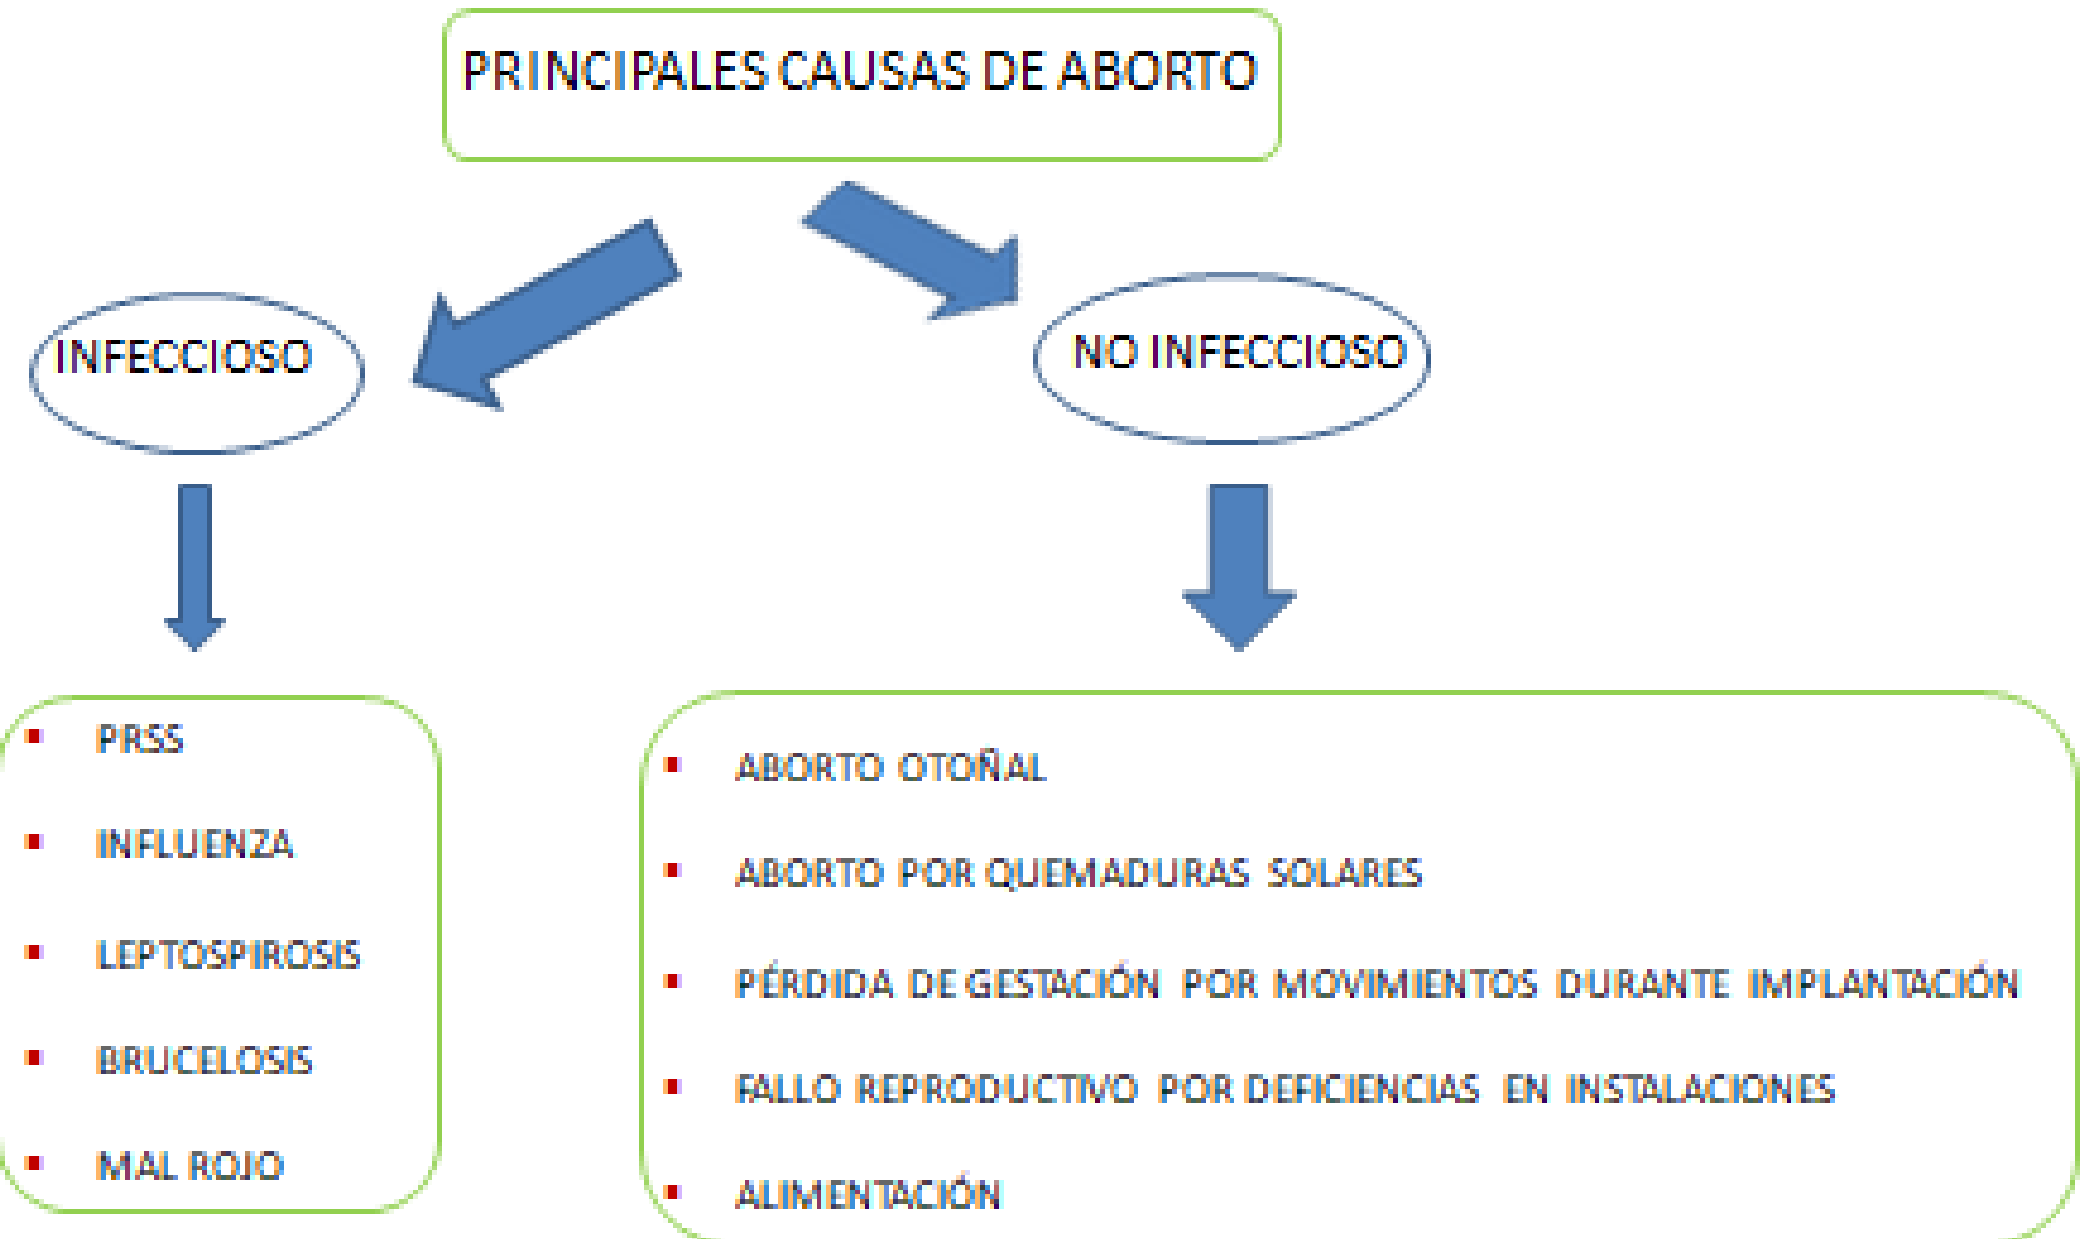 PRINCIPALES CAUSAS DE ABORTO
INFECCIOSO
NO INFECCIOSO
PRSS
INFLUENZA
LEPTOSPIROSIS
BRUCELOSIS
MAL ROJO
ABORTO OTOÑAL
ABORTO POR QUEMADURAS SOLARES
PÉRDIDA DE GESTACIÓN POR MOVIMIENTOS DURANTE IMPLANTACIÓN
FALLO REPRODUCTIVO POR DEFICIENCIAS EN INSTALACIONES
ALIMENTACIÓN